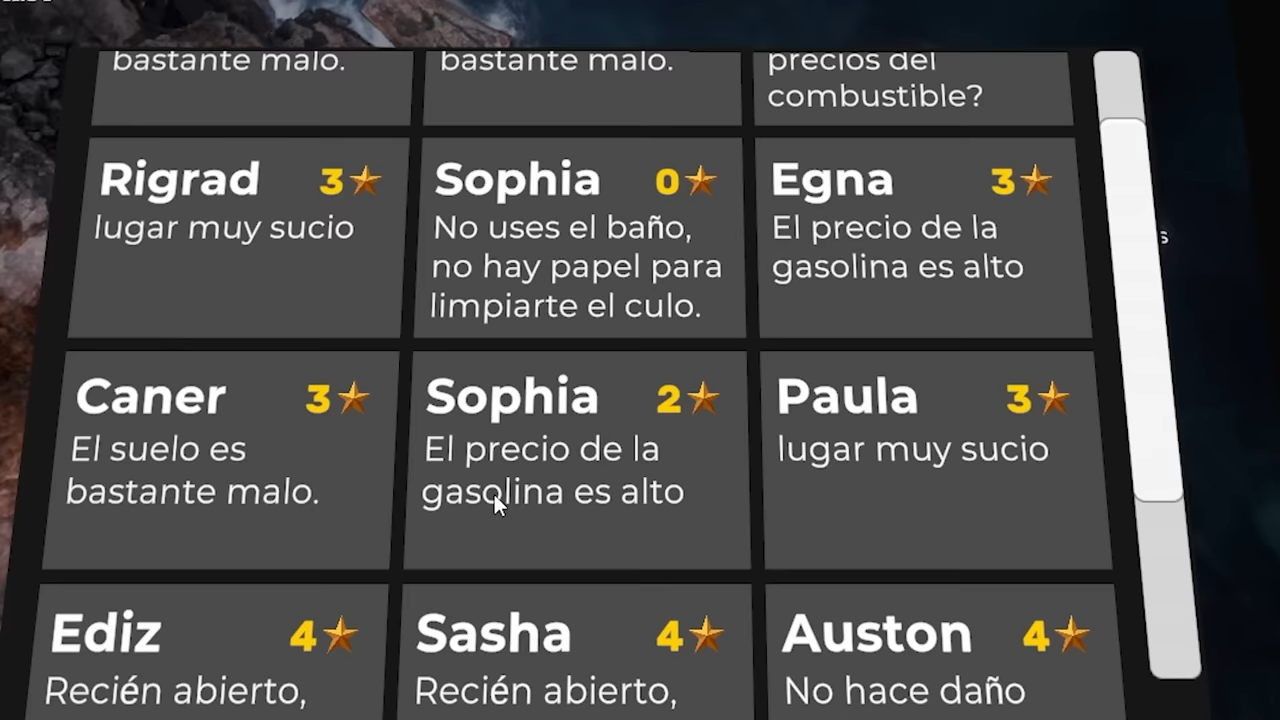 bastante malo.
bastante malo.
precios del
combustible?
Rigrad 3
lugar muy sucio
Sophia 0
No uses el baño,
no hay papel para
limpiarte el culo.
Egna 3
El precio de la
gasolina es alto
Caner 3
El suelo es
bastante malo.
Sophia 2
El precio de la
gasolina es alto
Paula 3
lugar muy sucio
Ediz 4
Recién abierto,
Sasha 4
Recién abierto,
Auston 4
No hace daño